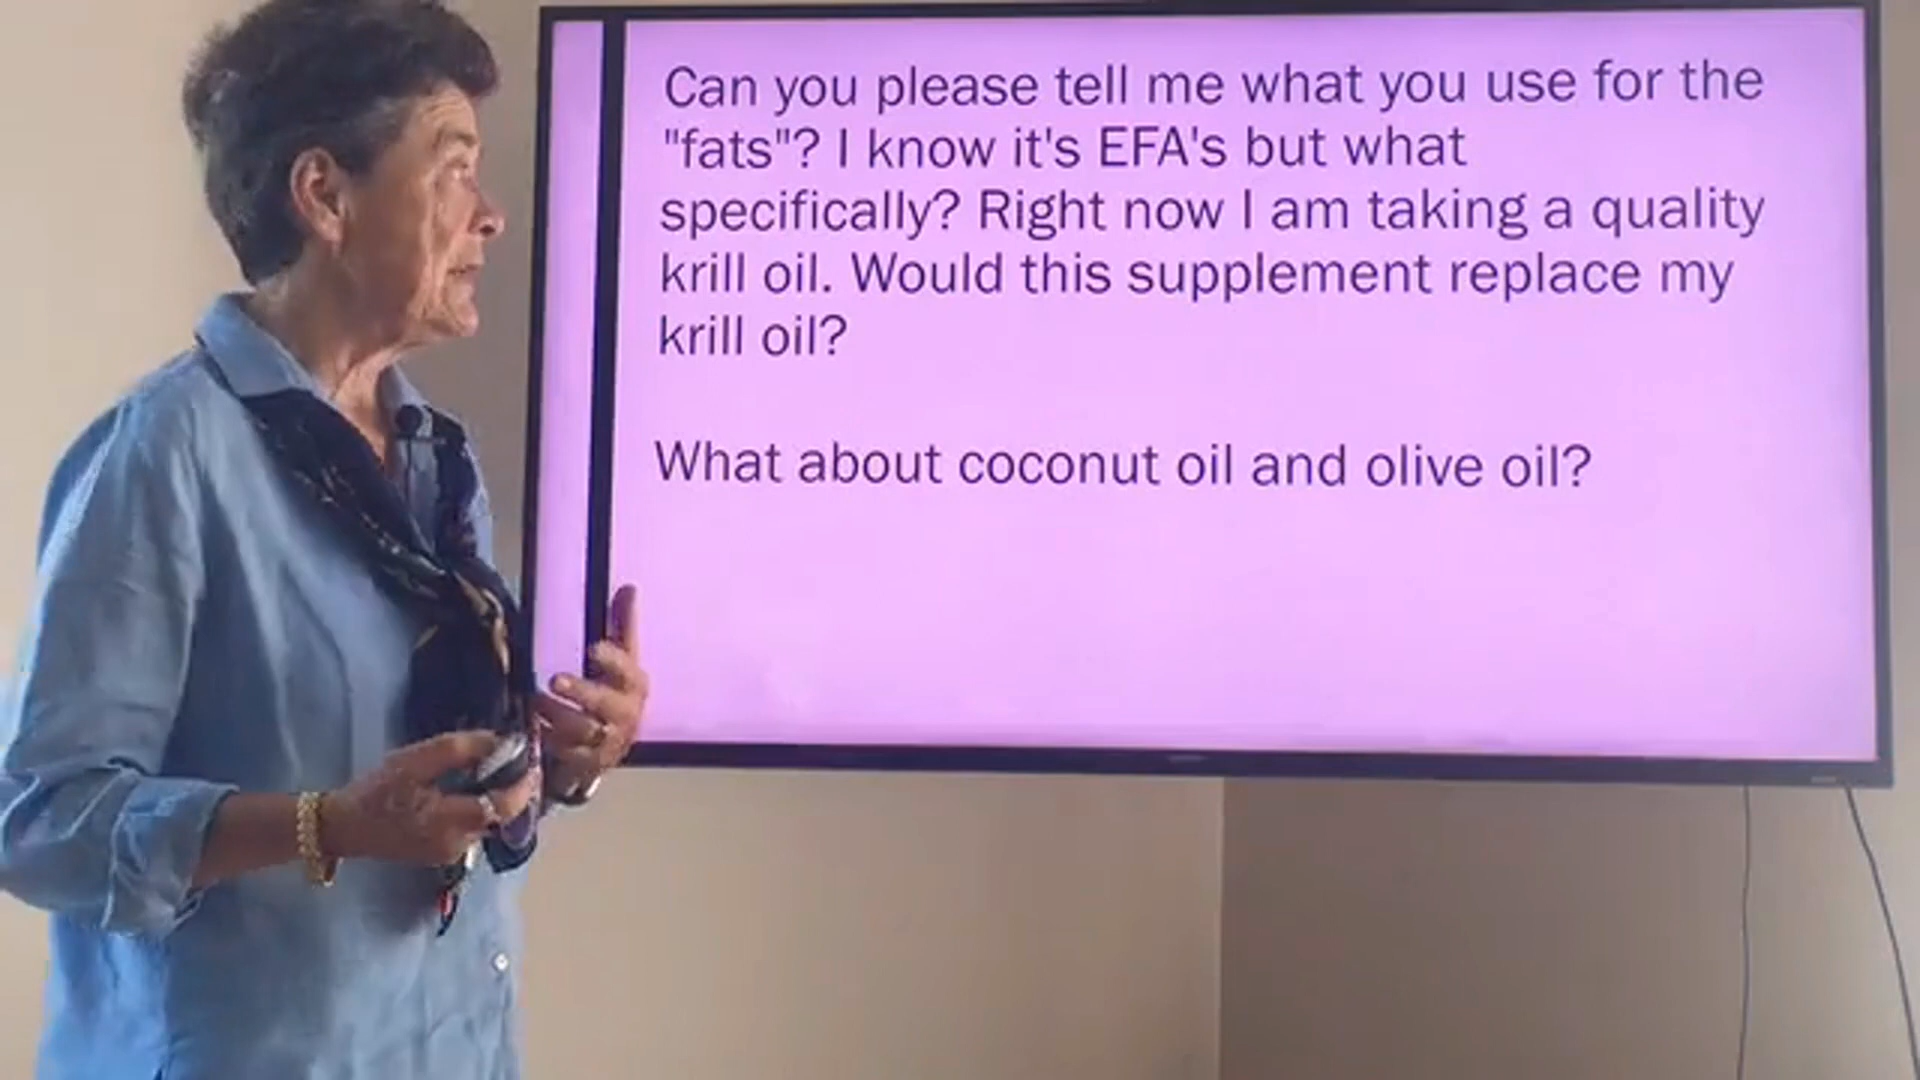 Can you please tell me what you use for the
"fats"? I know it's EFA's but what
specifically? Right now I am taking a quality
krill oil. Would this supplement replace my
krill oil?
What about coconut oil and olive oil?